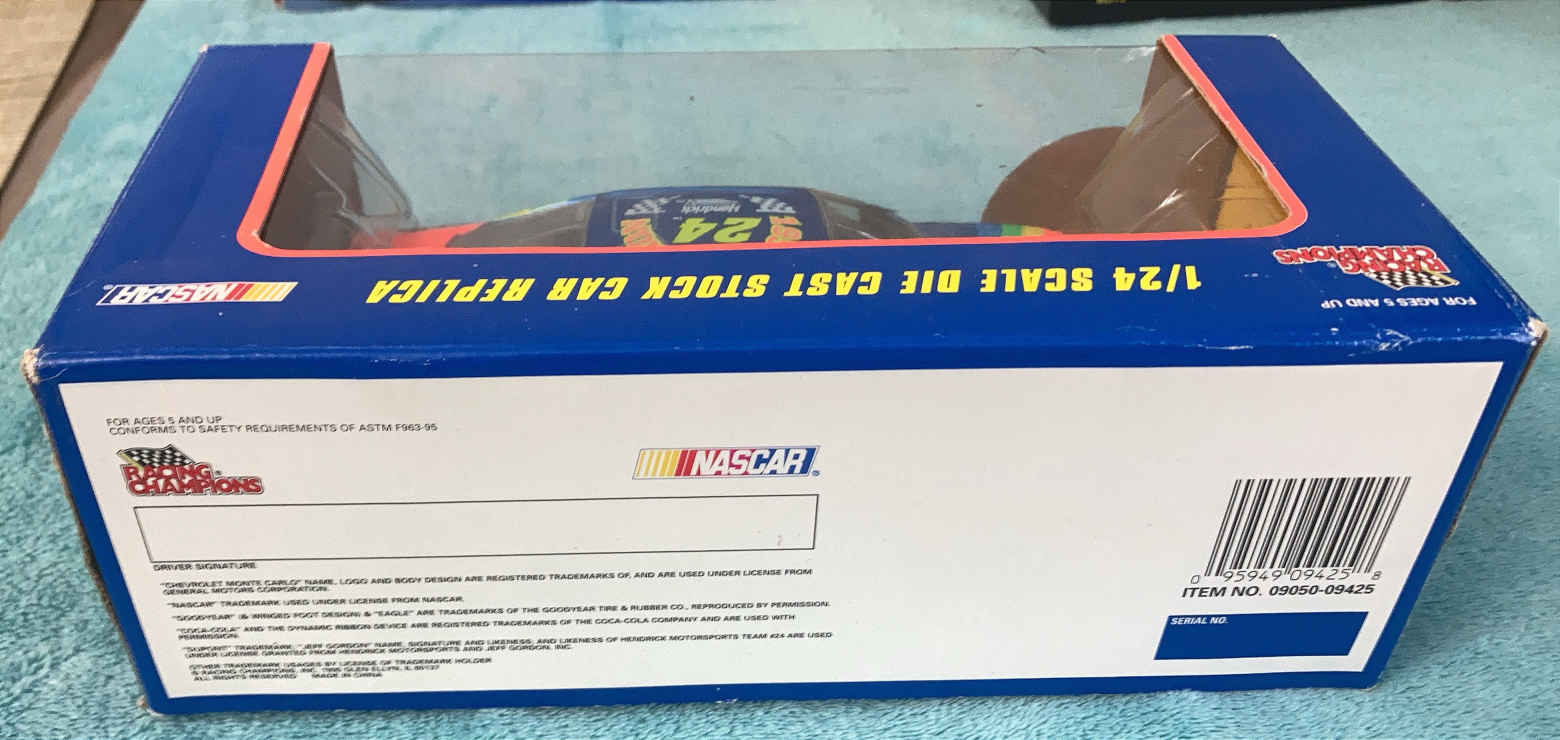 Hendrick
24
1/24 SCALE DIE CAST STOCK CAR REPLICA
NASCAR®
RACING
CHAMPIONS®
FOR AGES 5 AND UP
FOR AGES 5 AND UP
CONFORMS TO SAFETY REQUIREMENTS OF ASTM F963-95
RACING®
CHAMPIONS
NASCAR®
DRIVER SIGNATURE
"CHEVROLET MONTE CARLO" NAME, LOGO AND BODY DESIGN ARE REGISTERED TRADEMARKS OF, AND ARE USED UNDER LICENSE FROM
GENERAL MOTORS CORPORATION.
"NASCAR" TRADEMARK USED UNDER LICENSE FROM NASCAR.
"GOODYEAR" (& WINGED FOOT DESIGN) & "EAGLE" ARE TRADEMARKS OF THE GOODYEAR TIRE & RUBBER CO., REPRODUCED BY PERMISSION.
"COCA-COLA" AND THE DYNAMIC RIBBON DEVICE ARE REGISTERED TRADEMARKS OF THE COCA-COLA COMPANY AND ARE USED WITH
PERMISSION.
"DUPONT" TRADEMARK; "JEFF GORDON" NAME, SIGNATURE AND LIKENESS; AND LIKENESS OF HENDRICK MOTORSPORTS TEAM #24 ARE USED
UNDER LICENSE GRANTED FROM HENDRICK MOTORSPORTS AND JEFF GORDON, INC.
OTHER TRADEMARK USAGES BY LICENSE OF TRADEMARK HOLDER
© RACING CHAMPIONS, INC. GLEN ELLYN, IL 60137
ALL RIGHTS RESERVED MADE IN CHINA
0 95949 09425 8
ITEM NO. 09050-09425
SERIAL NO.